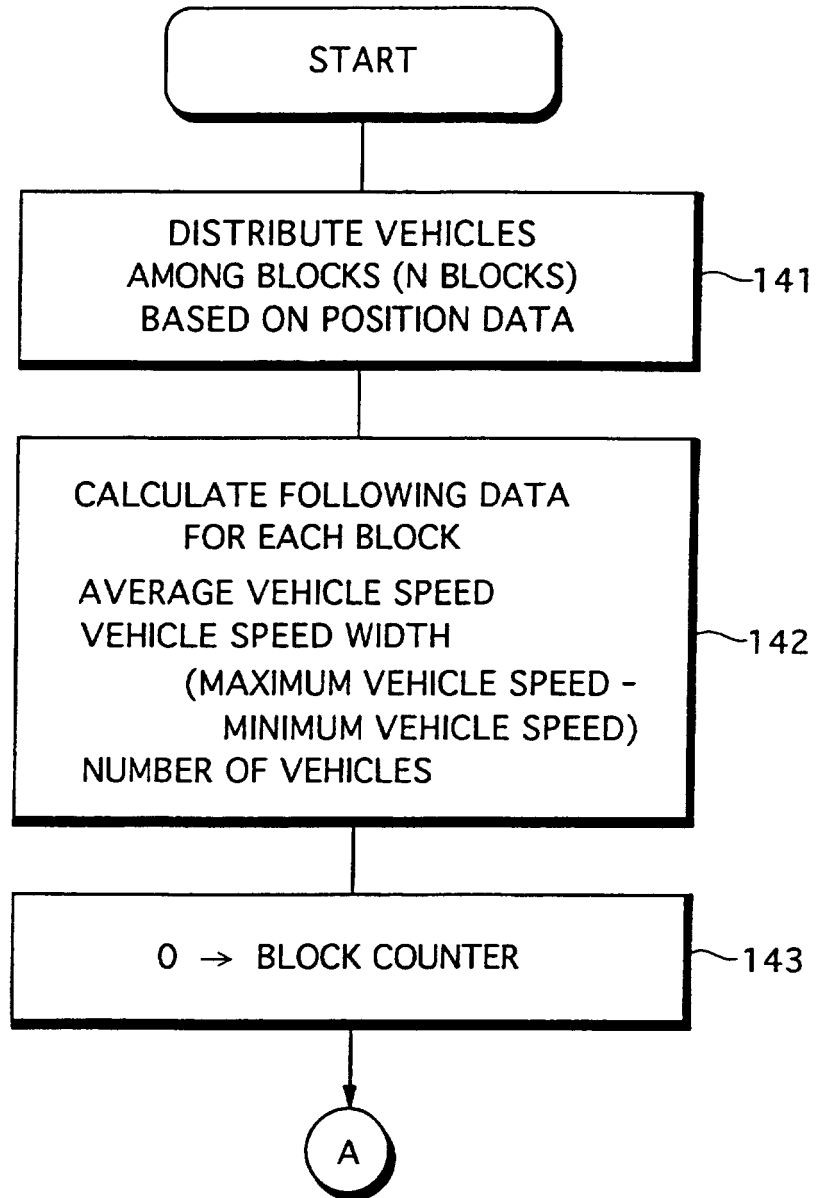 START
DISTRIBUTE VEHICLES
AMONG BLOCKS (N BLOCKS)
BASED ON POSITION DATA
141
CALCULATE FOLLOWING DATA
FOR EACH BLOCK
AVERAGE VEHICLE SPEED
VEHICLE SPEED WIDTH
(MAXIMUM VEHICLE SPEED -
MINIMUM VEHICLE SPEED)
NUMBER OF VEHICLES
142
0 → BLOCK COUNTER
143
A